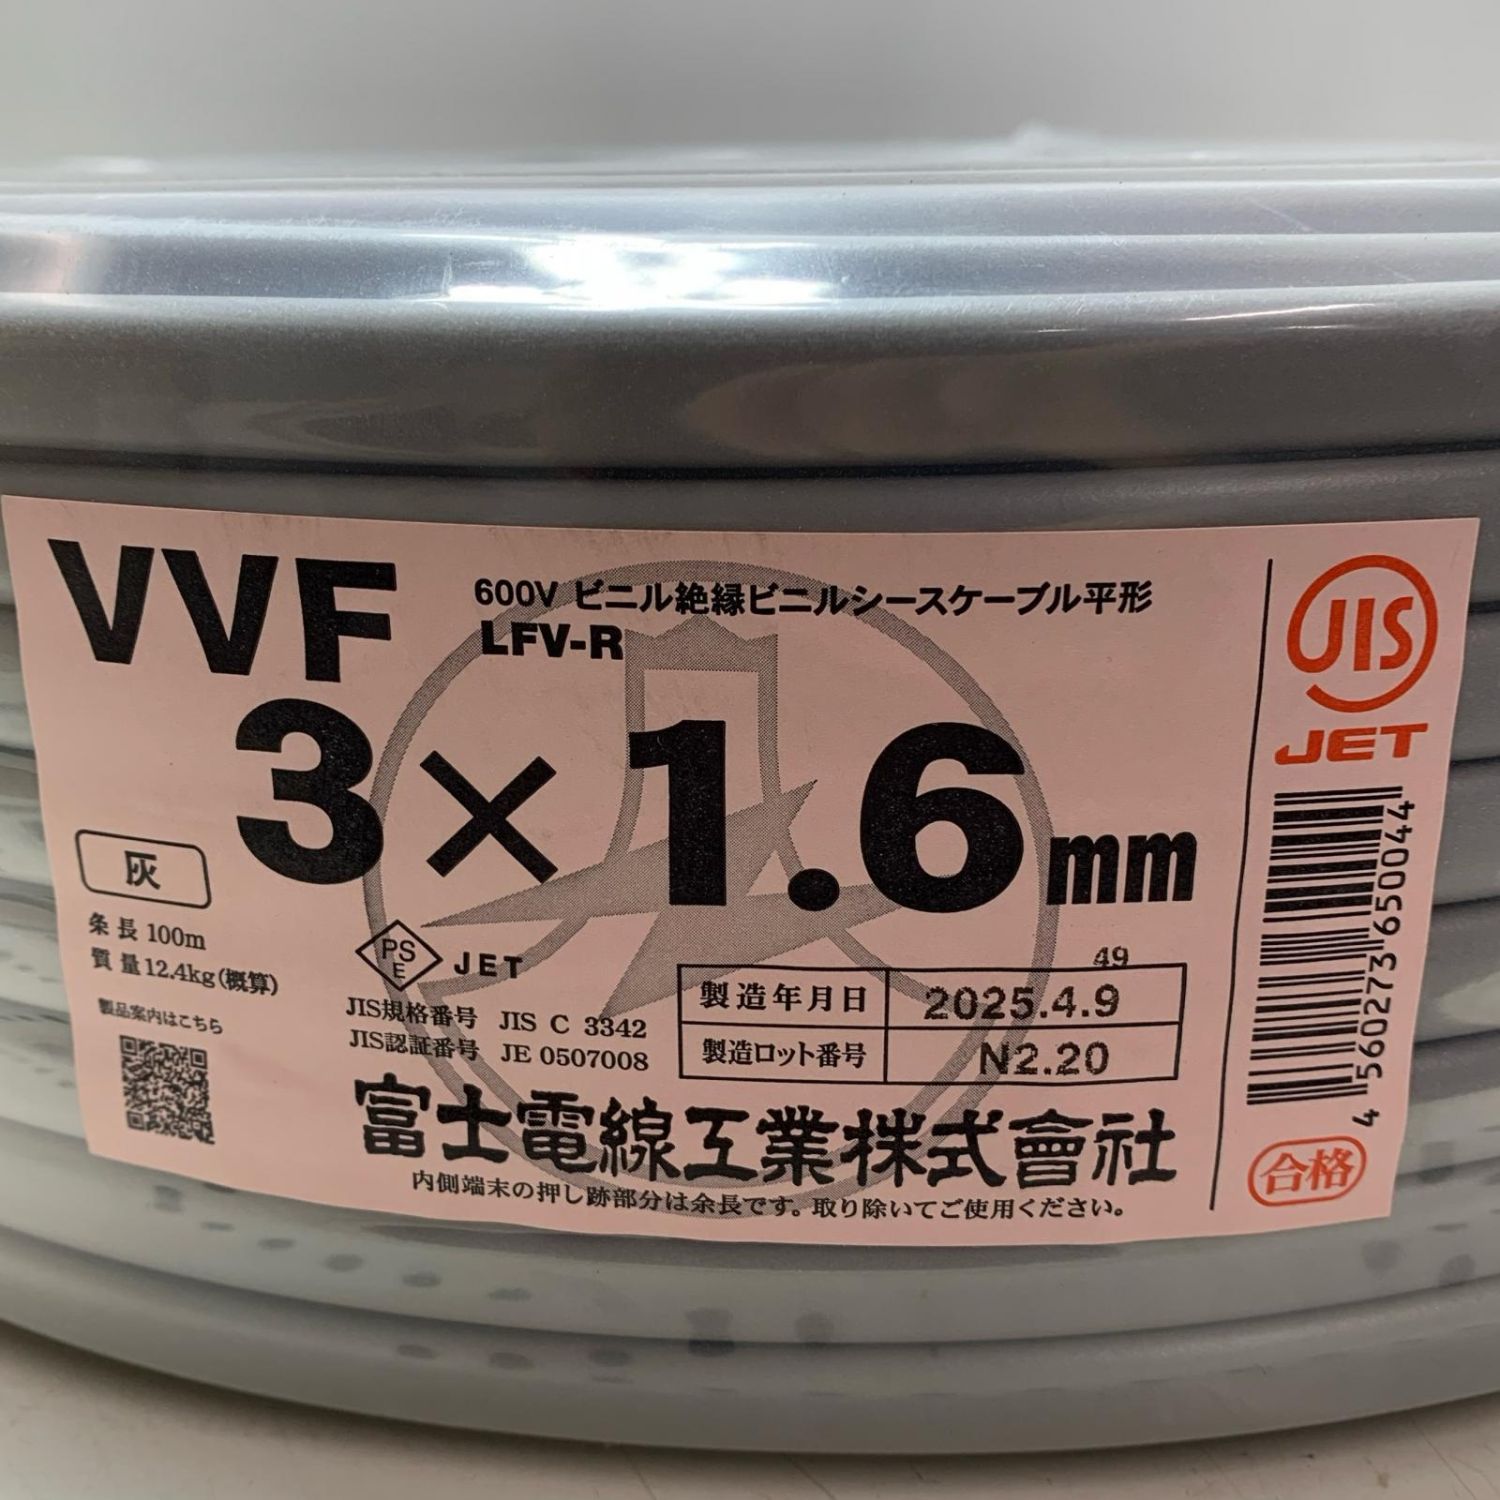 VVF
600V ビニル絶縁ビニルシースケーブル平形
LFV-R
3×1.6mm
灰
条長 100m
質量 12.4kg(概算)
製品案内はこちら
PS
E
JET
JIS規格番号 JIS C 3342
JIS認証番号 JE 0507008
49
製造年月日 2025.4.9
製造ロット番号 N2.20
富士電線工業株式會社
内側端末の押し跡部分は余長です。取り除いてご使用ください。
JIS
JET
4560273650044
合格